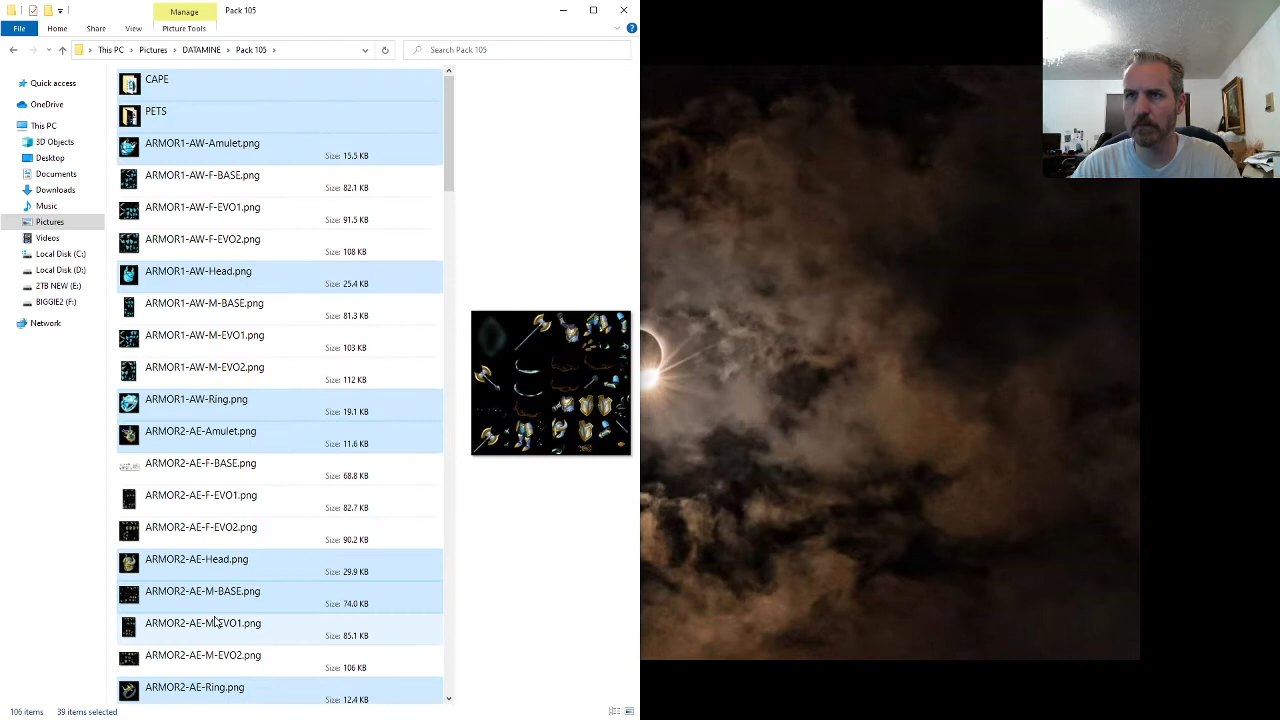 Manage
Pack 105
File
Home
Share
View
Picture Tools
This PC
Pictures
DATAMINE
Pack 105
Search Pack 105
Quick access
OneDrive
This PC
3D Objects
Desktop
Documents
Downloads
Music
Pictures
Videos
Local Disk (C:)
Local Disk (D:)
2TB NEW (E:)
BIGGIE2 (F:)
Network
CAPE
PETS
ARMOR1-AW-Amulet.png
Size:
ARMOR1-AW-F-BASE.png
Size: 82.1 KB
ARMOR1-AW-F-EVO1.png
Size: 91.5 KB
ARMOR1-AW-F-EVO2.png
Size: 108 KB
ARMOR1-AW-Head.png
Size: 25.4 KB
ARMOR1-AW-M-BASE.png
Size: 81.3 KB
ARMOR1-AW-M-EVO1.png
Size: 103 KB
ARMOR1-AW-M-EVO2.png
Size: 112 KB
ARMOR1-AW-Ring.png
Size: 19.1 KB
ARMOR2-AE-Amulet.png
Size: 11.6 KB
ARMOR2-AE-F-BASE.png
Size: 68.8 KB
ARMOR2-AE-F-EVO1.png
Size: 82.7 KB
ARMOR2-AE-F-EVO2.png
Size: 90.2 KB
ARMOR2-AE-Head.png
Size: 29.9 KB
ARMOR2-AE-M-BASE.png
Size: 74.0 KB
ARMOR2-AE-M-EVO1.png
Size: 85.1 KB
ARMOR2-AE-M-EVO2.png
Size: 106 KB
ARMOR2-AE-Ring.png
Size: 12.4 KB
106 items
39 items selected